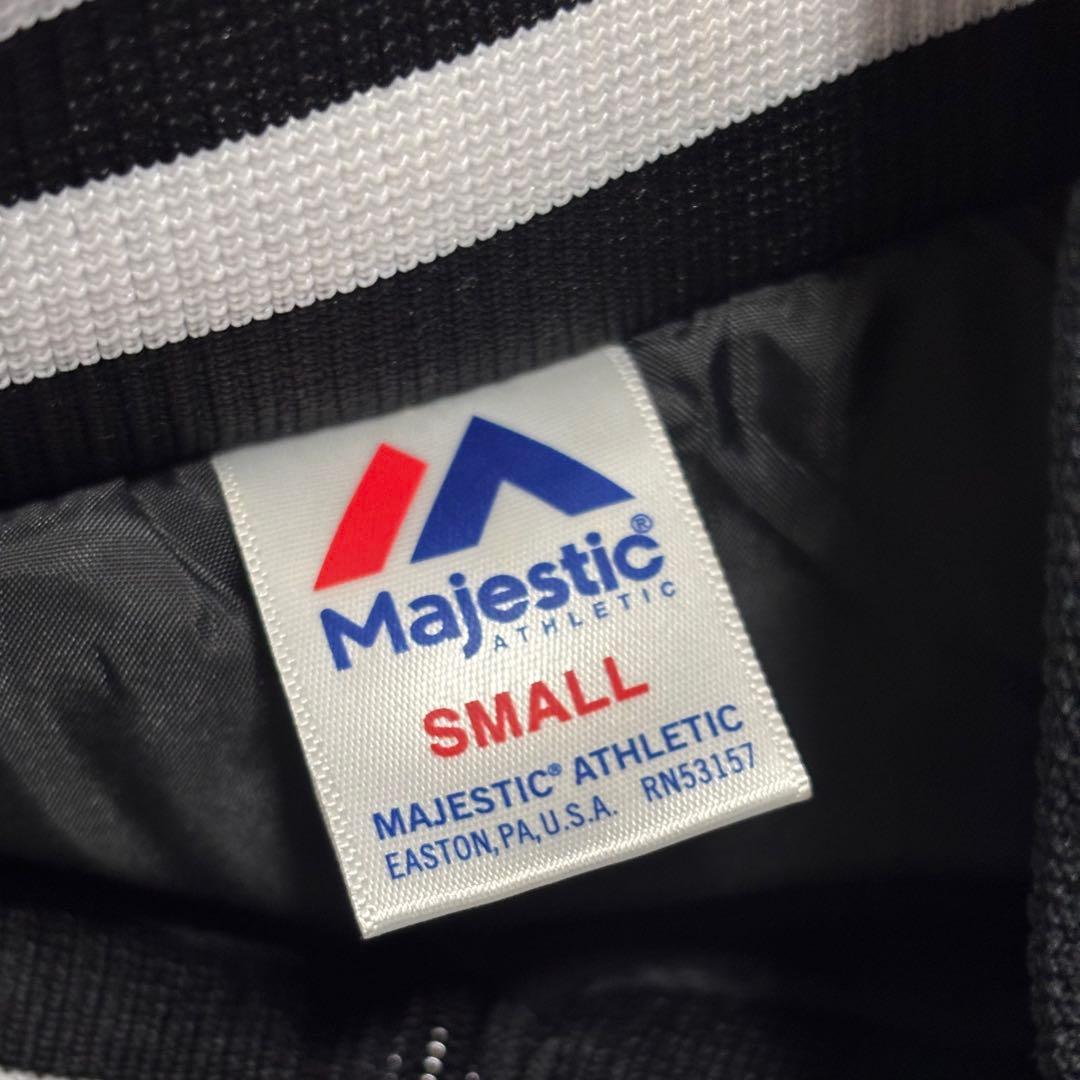 Majestic®
ATHLETIC
SMALL
MAJESTIC® ATHLETIC
EASTON, PA, U.S.A. RN53157